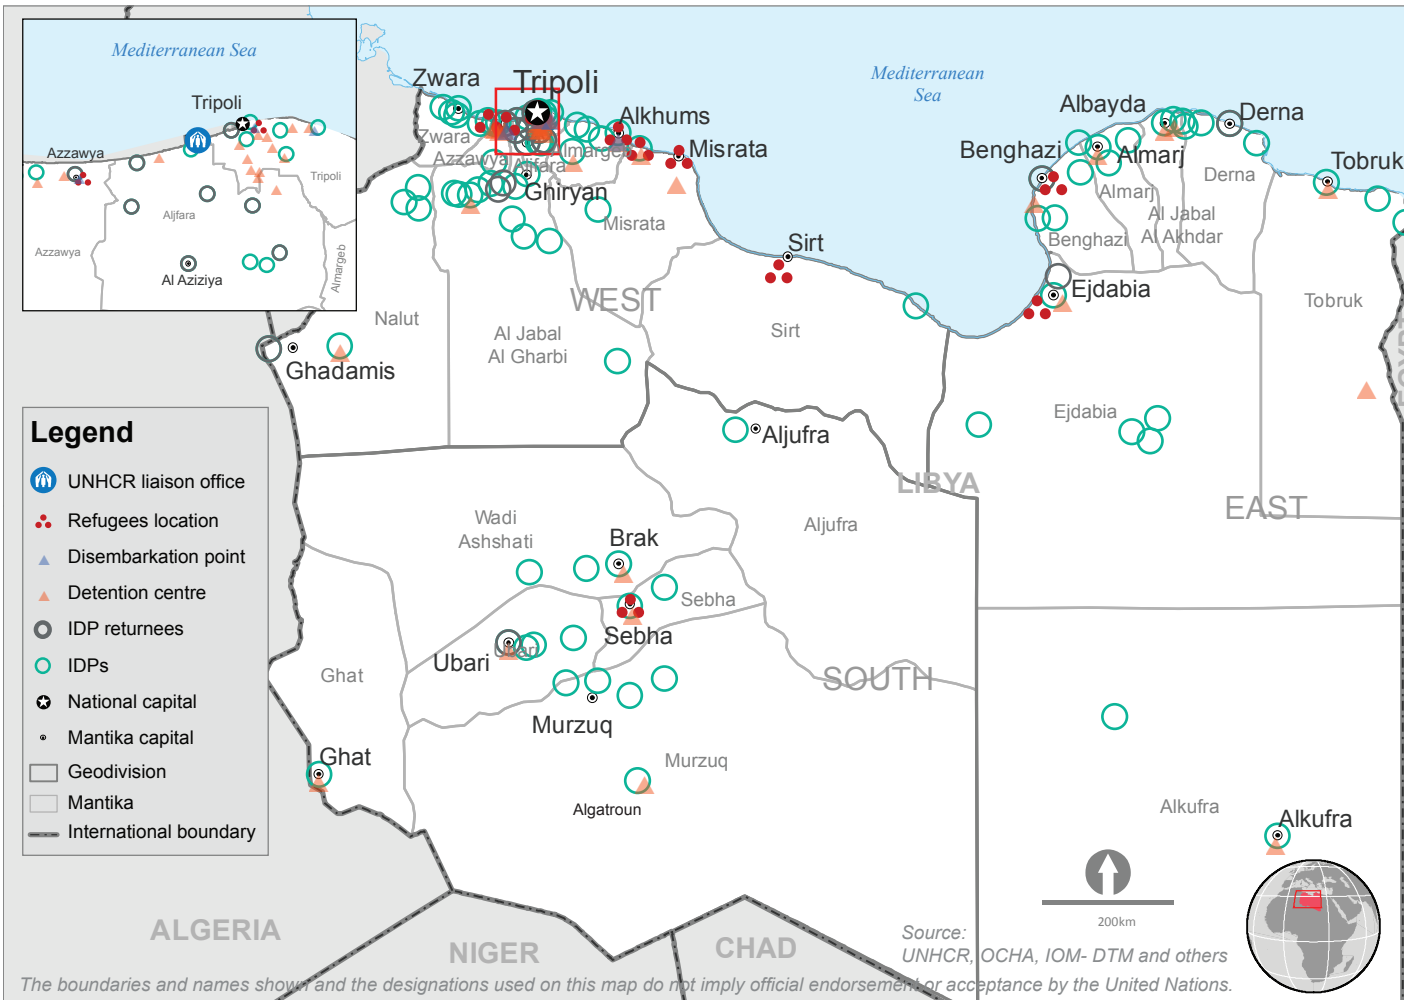 Mediterranean Sea
Tripoli
Azzawya
Tripoli
Aljfara
Azzawya
Al Aziziya
Almargeb
Mediterranean
Sea
Zwara
Tripoli
Alkhums
Misrata
Zwara
Azzawya
Aljfara
Almargeb
Ghiryan
Misrata
Albayda
Derna
Benghazi
Almarj
Tobruk
Almarj
Derna
Al Jabal
Al Akhdar
Benghazi
Sirt
Ejdabia
WEST
Nalut
Al Jabal
Al Gharbi
Sirt
Tobruk
Ghadamis
Ejdabia
Aljufra
LIBYA
EAST
Wadi
Ashshati
Aljufra
Brak
Sebha
Sebha
Ubari
Ubari
Ghat
SOUTH
Murzuq
Ghat
Murzuq
Algatroun
Alkufra
Alkufra
Legend
UNHCR liaison office
Refugees location
Disembarkation point
Detention centre
IDP returnees
IDPs
National capital
Mantika capital
Geodivision
Mantika
International boundary
ALGERIA
NIGER
CHAD
200km
Source:
UNHCR, OCHA, IOM- DTM and others
The boundaries and names shown and the designations used on this map do not imply official endorsement or acceptance by the United Nations.